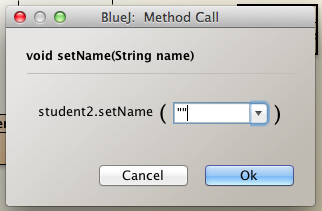 BlueJ: Method Call
void setName(String name)
student2.setName ( "" )
Cancel Ok